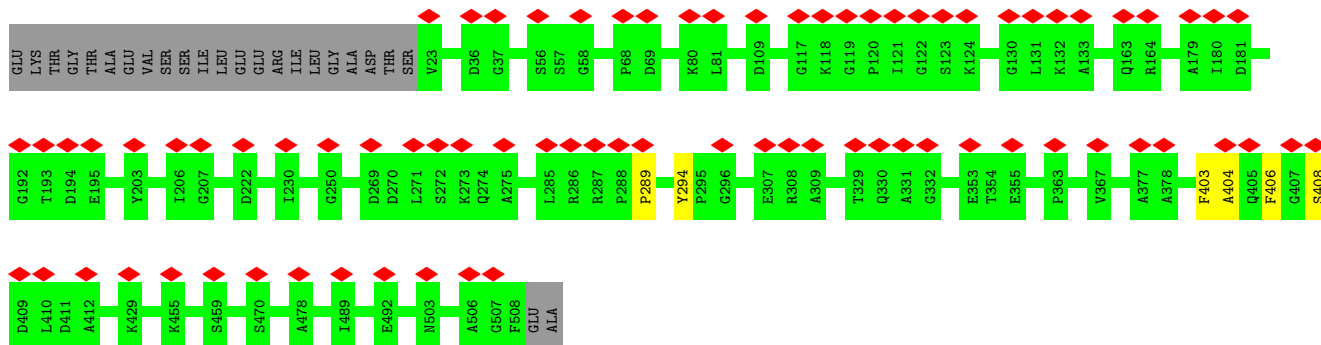 GLU LYS THR GLY THR ALA GLU VAL SER SER ILE LEU GLU GLU ARG ILE LEU GLY ALA ASP THR SER V23 D36 G37 S56 S57 G58 P68 D69 K80 L81 D109 G117 K118 G119 P120 I121 G122 S123 K124 G130 L131 K132 A133 Q163 R164 A179 I180 D181
G192 T193 D194 E195 Y203 I206 G207 D222 I230 G250 D269 D270 L271 S272 K273 Q274 A275 L285 R286 R287 P288 P289 Y294 P295 G296 E307 R308 A309 T329 Q330 A331 G332 E353 T354 E355 P363 V367 A377 A378 F403 A404 Q405 F406 G407 S408
D409 L410 D411 A412 K429 K455 S459 S470 A478 I489 E492 N503 A506 G507 F508 GLU ALA